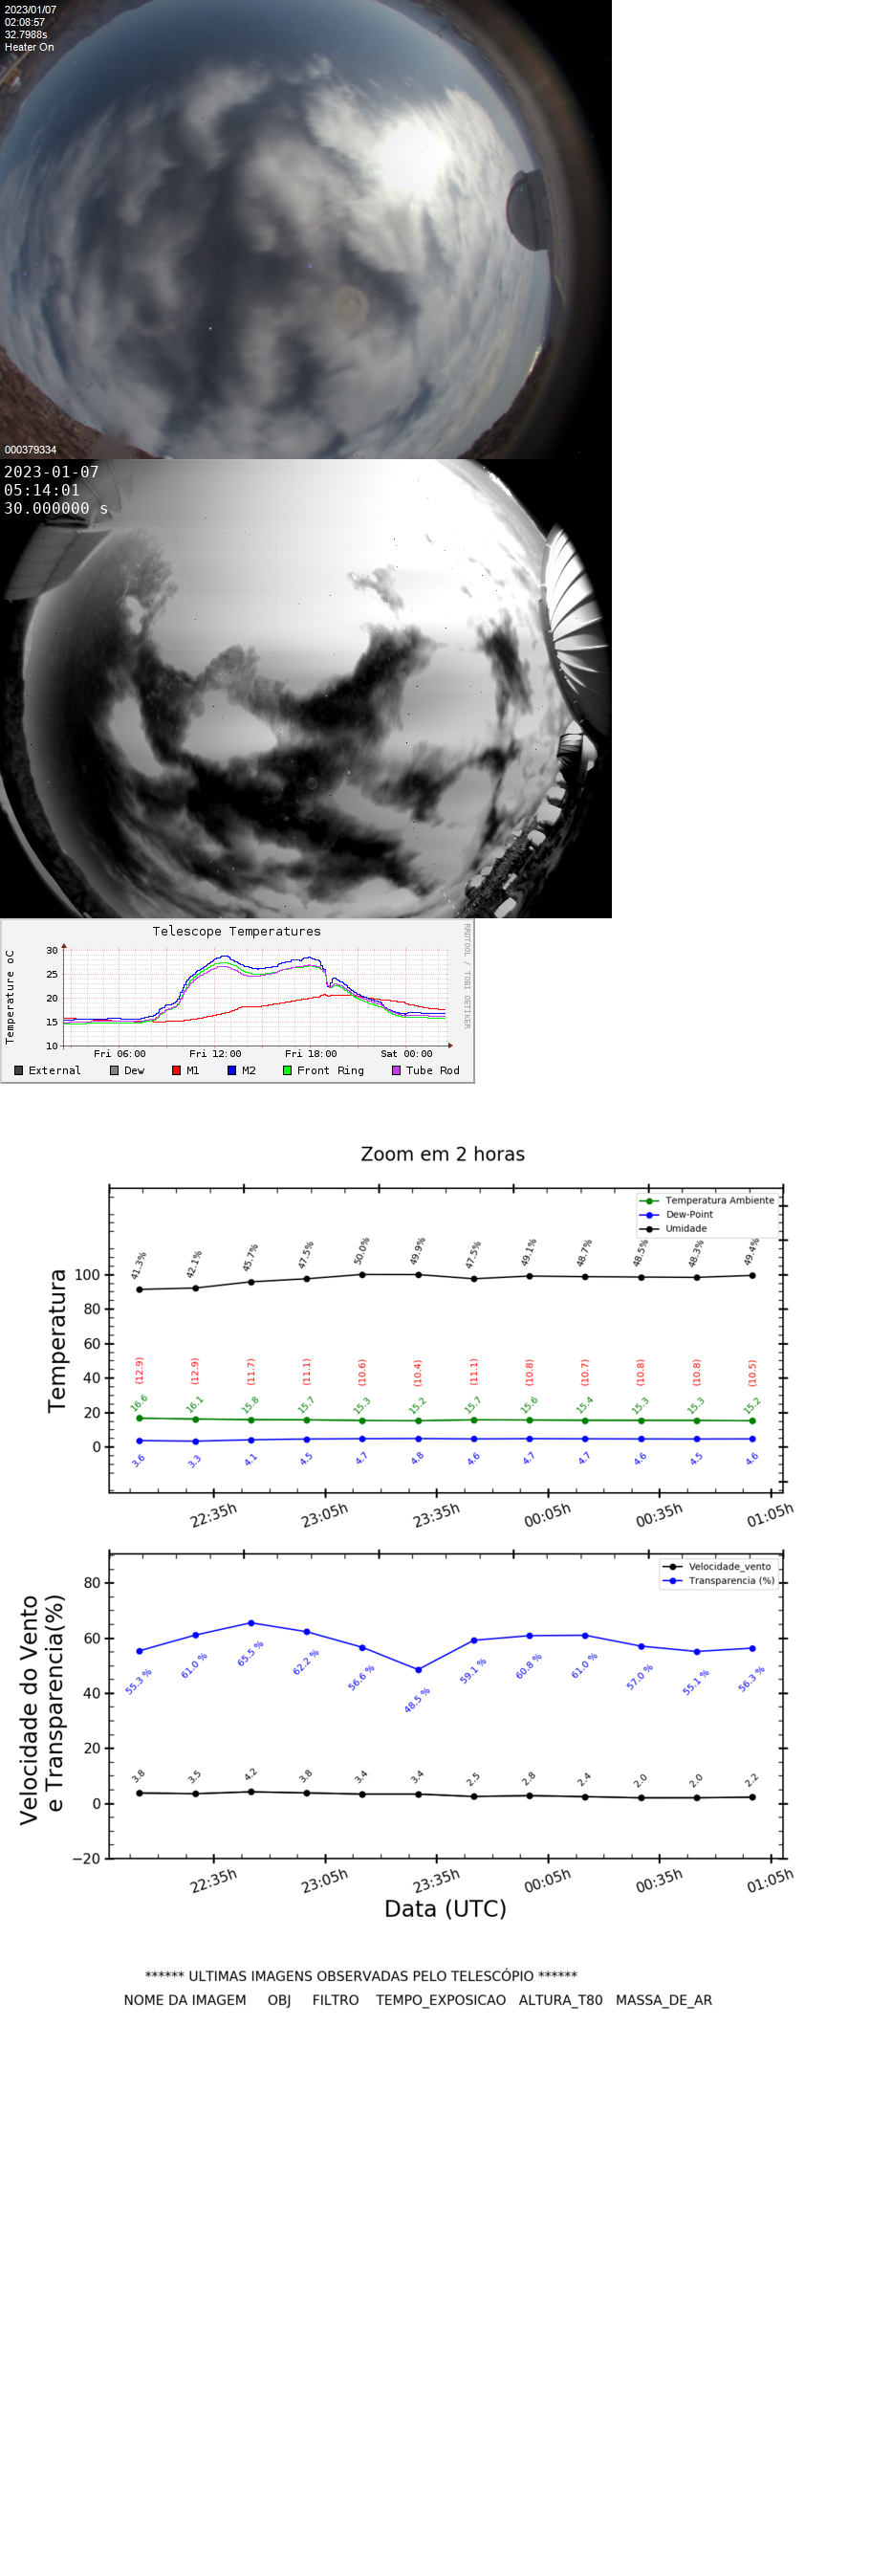 2023/01/07
02:08:57
32.7988s
Heater On
000379334
2023-01-07
05:14:01
30.000000 s
Telescope Temperatures
RRDTOOL / TOBI OETIKER
Temperature oC
30
25
20
15
10
Fri 06:00 Fri 12:00 Fri 18:00 Sat 00:00
External Dew M1 M2 Front Ring Tube Rod
Zoom em 2 horas
Temperatura Ambiente
Dew-Point
Umidade
Temperatura
41.3% 42.1% 45.7% 47.5% 50.0% 49.9% 47.5% 49.1% 48.7% 48.5% 48.3% 49.4%
100
80
60
40
20
0
(12.9) (12.9) (11.7) (11.1) (10.6) (10.4) (11.1) (10.8) (10.7) (10.8) (10.8) (10.5)
16.6 16.1 15.8 15.7 15.3 15.2 15.7 15.6 15.4 15.3 15.3 15.2
3.6 3.3 4.1 4.5 4.7 4.8 4.6 4.7 4.7 4.6 4.5 4.6
22:35h 23:05h 23:35h 00:05h 00:35h 01:05h
Velocidade_vento
Transparencia (%)
Velocidade do Vento
e Transparencia(%)
80
60
40
20
0
−20
55.3 % 61.0 % 65.5 % 62.2 % 56.6 % 48.5 % 59.1 % 60.8 % 61.0 % 57.0 % 55.1 % 56.3 %
3.8 3.5 4.2 3.8 3.4 3.4 2.5 2.8 2.4 2.0 2.0 2.2
22:35h 23:05h 23:35h 00:05h 00:35h 01:05h
Data (UTC)
****** ULTIMAS IMAGENS OBSERVADAS PELO TELESCÓPIO ******
NOME DA IMAGEM OBJ FILTRO TEMPO_EXPOSICAO ALTURA_T80 MASSA_DE_AR